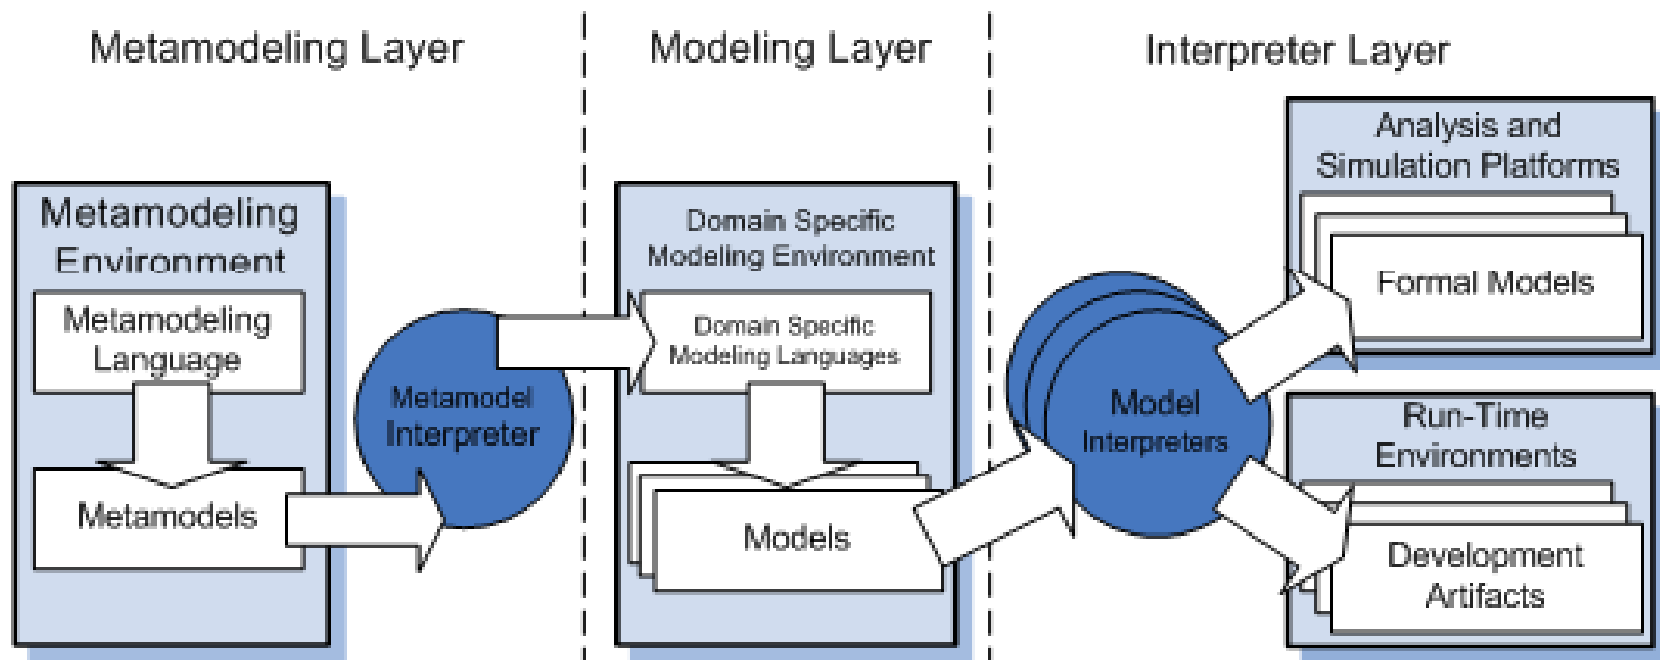 Metamodeling Layer
Modeling Layer
Interpreter Layer
Metamodeling
Environment
Metamodeling
Language
Metamodels
Metamodel
Interpreter
Domain Specific
Modeling Environment
Domain Specific
Modeling Languages
Models
Model
Interpreters
Analysis and
Simulation Platforms
Formal Models
Run-Time
Environments
Development
Artifacts